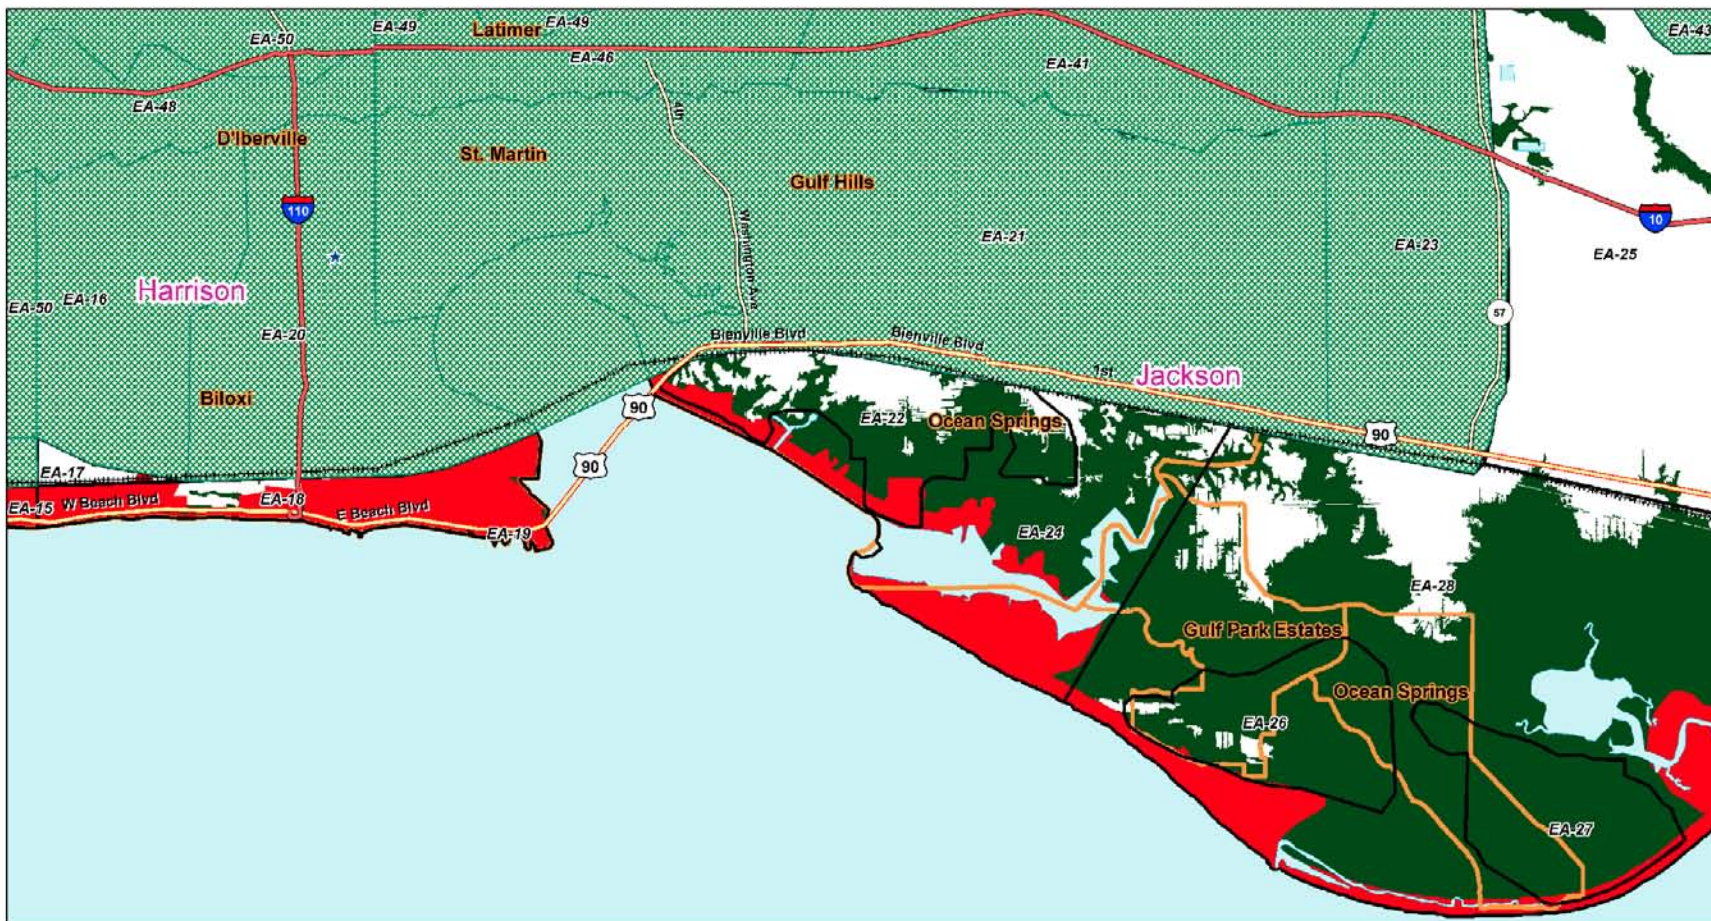 Latimer
EA-49
EA-49
EA-50
EA-43
EA-46
EA-41
EA-48
4th
D'Iberville
St. Martin
Gulf Hills
110
10
Washington Ave
EA-21
EA-23
EA-25
Harrison
EA-16
EA-50
57
EA-20
Bienville Blvd
Bienville Blvd
1st
Jackson
Biloxi
90
EA-22
Ocean Springs
90
90
EA-17
W Beach Blvd
EA-18
EA-15
E Beach Blvd
EA-19
EA-24
EA-28
Gulf Park Estates
Ocean Springs
EA-26
EA-27